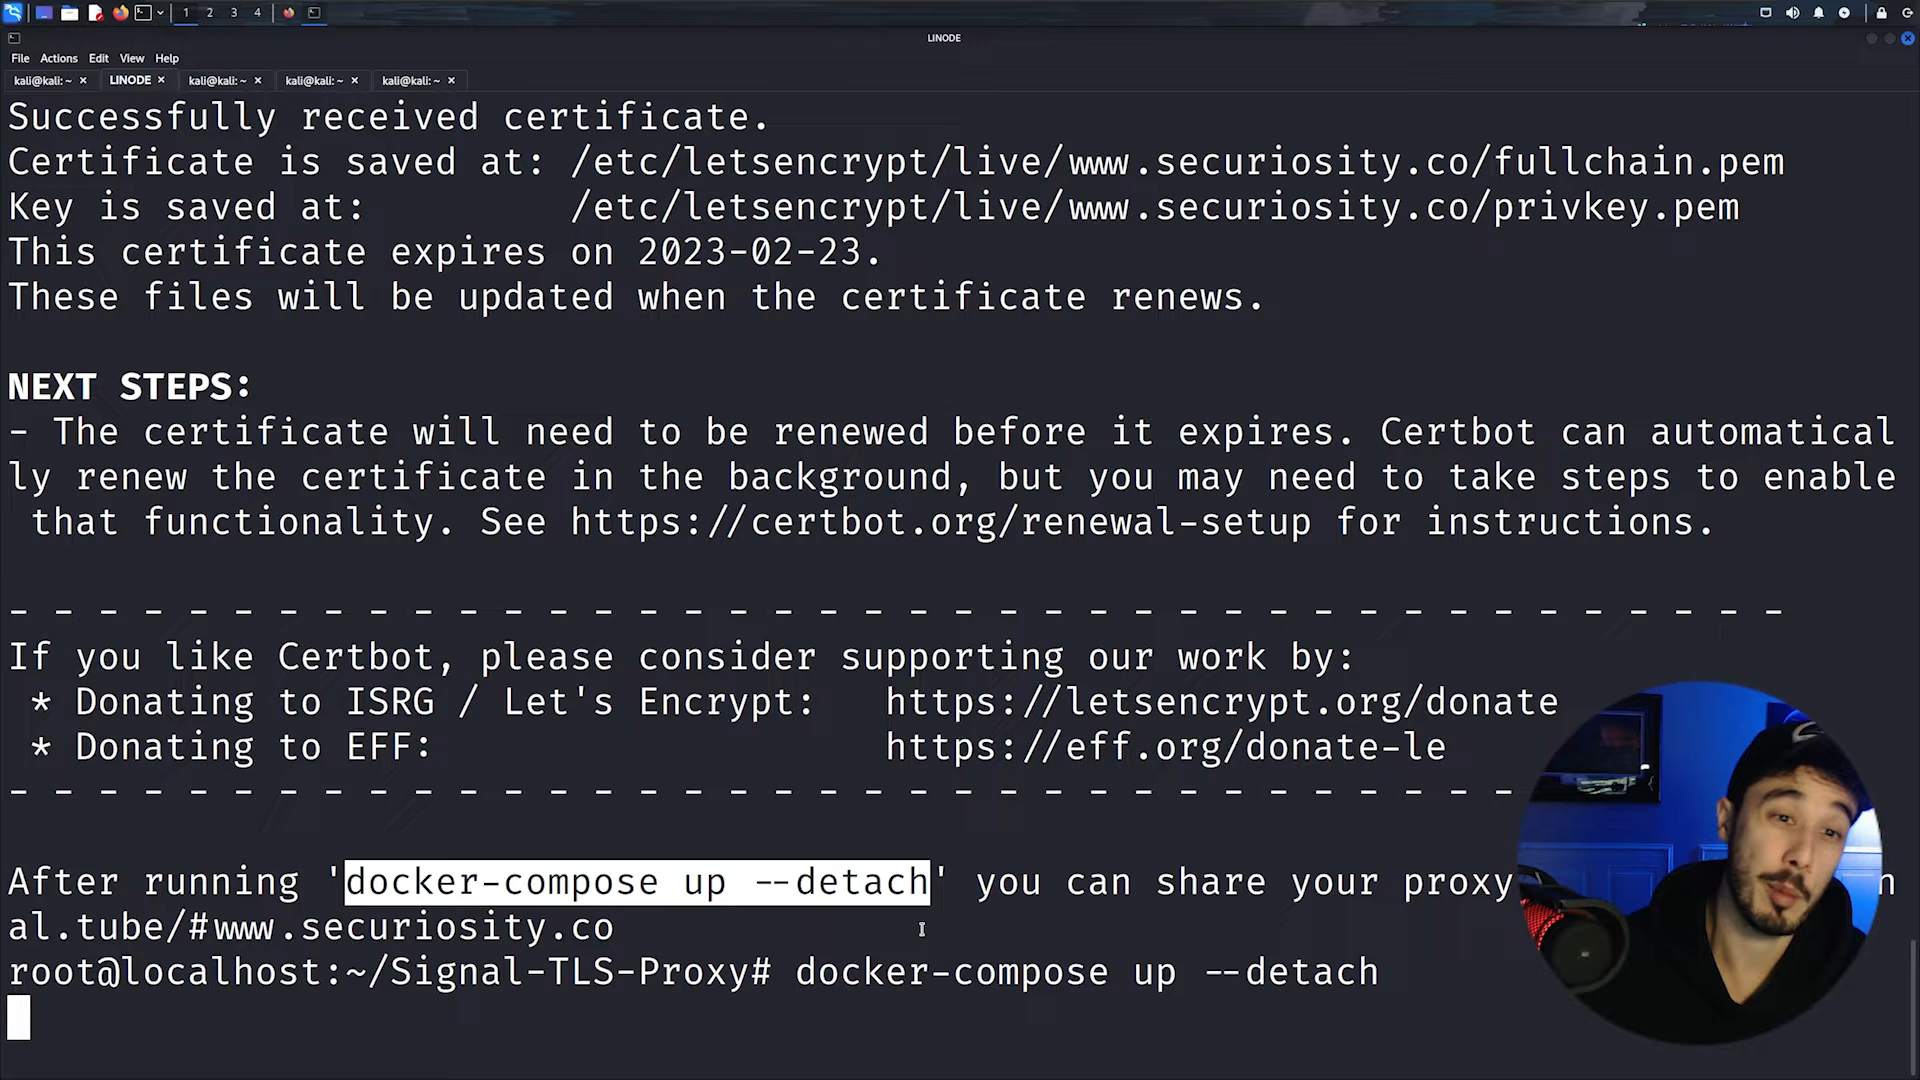 1 2 3 4
LINODE
File Actions Edit View Help
kali@kali: ~ × LINODE × kali@kali: ~ × kali@kali: ~ × kali@kali: ~ ×
Successfully received certificate.
Certificate is saved at: /etc/letsencrypt/live/www.securiosity.co/fullchain.pem
Key is saved at:         /etc/letsencrypt/live/www.securiosity.co/privkey.pem
This certificate expires on 2023-02-23.
These files will be updated when the certificate renews.
NEXT STEPS:
- The certificate will need to be renewed before it expires. Certbot can automatical
ly renew the certificate in the background, but you may need to take steps to enable
 that functionality. See https://certbot.org/renewal-setup for instructions.
- - - - - - - - - - - - - - - - - - - - - - - - - - - - - - - - - - - - - - - -
If you like Certbot, please consider supporting our work by:
 * Donating to ISRG / Let's Encrypt:   https://letsencrypt.org/donate
 * Donating to EFF:                    https://eff.org/donate-le
- - - - - - - - - - - - - - - - - - - - - - - - - - - - - - - - - -
After running 'docker-compose up --detach' you can share your proxy n
al.tube/#www.securiosity.co
root@localhost:~/Signal-TLS-Proxy# docker-compose up --detach